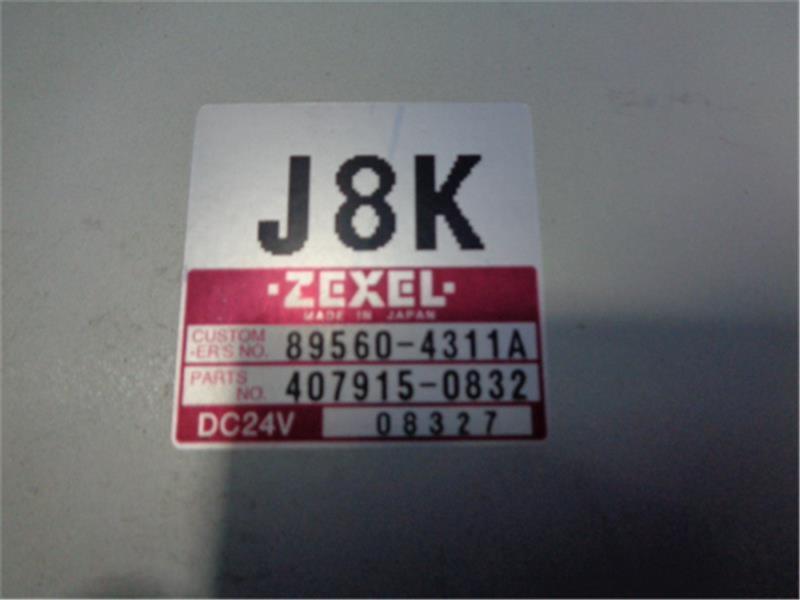 J8K
·ZEXEL·
MADE IN JAPAN
CUSTOM
-ER'S NO. 89560-4311A
PARTS
NO. 407915-0832
DC24V 08327